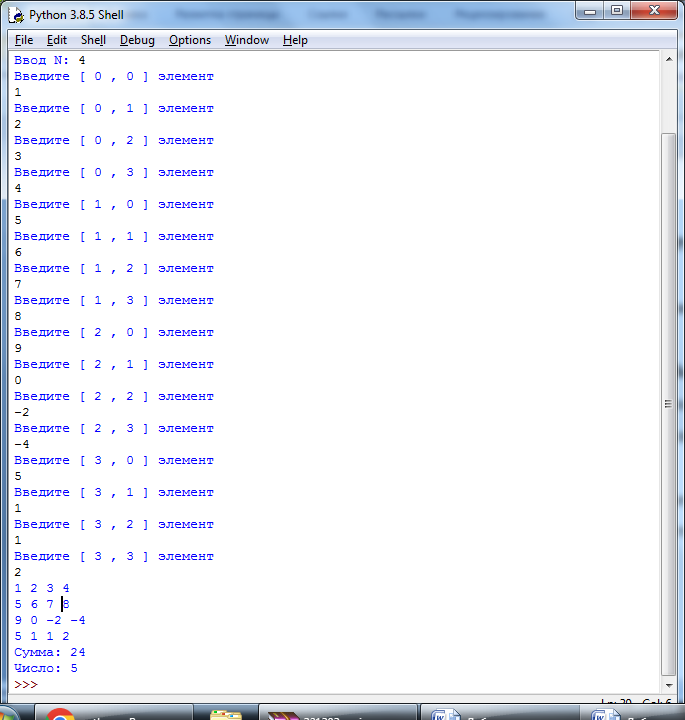 Python 3.8.5 Shell
File Edit Shell Debug Options Window Help
Ввод N: 4
Введите [ 0 , 0 ] элемент
1
Введите [ 0 , 1 ] элемент
2
Введите [ 0 , 2 ] элемент
3
Введите [ 0 , 3 ] элемент
4
Введите [ 1 , 0 ] элемент
5
Введите [ 1 , 1 ] элемент
6
Введите [ 1 , 2 ] элемент
7
Введите [ 1 , 3 ] элемент
8
Введите [ 2 , 0 ] элемент
9
Введите [ 2 , 1 ] элемент
0
Введите [ 2 , 2 ] элемент
-2
Введите [ 2 , 3 ] элемент
-4
Введите [ 3 , 0 ] элемент
5
Введите [ 3 , 1 ] элемент
1
Введите [ 3 , 2 ] элемент
1
Введите [ 3 , 3 ] элемент
2
1 2 3 4
5 6 7 8
9 0 -2 -4
5 1 1 2
Сумма: 24
Число: 5
>>>